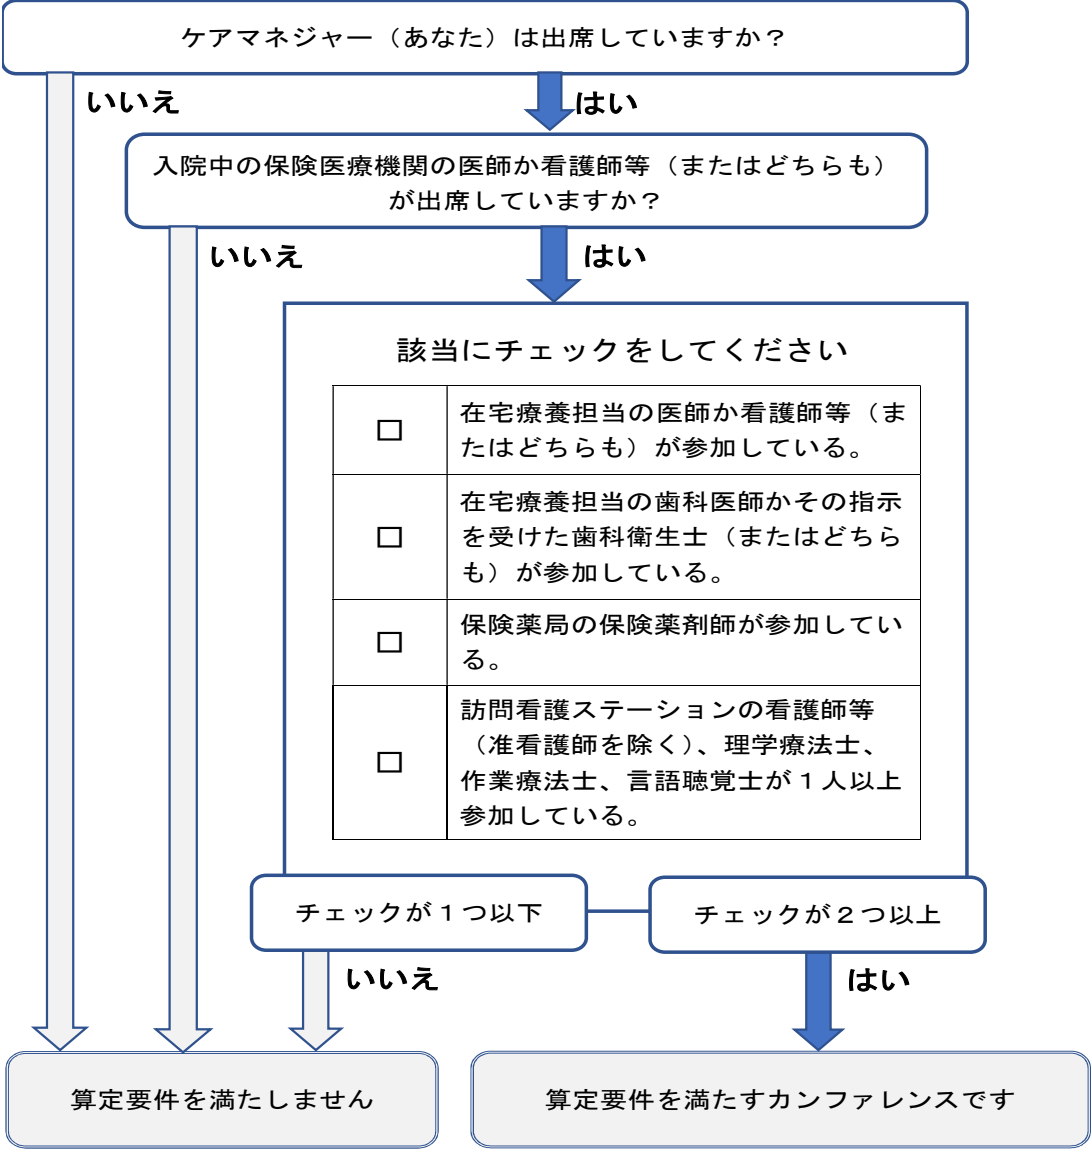 ケアマネジャー（あなた）は出席していますか？
いいえ
はい
入院中の保険医療機関の医師か看護師等（またはどちらも）
が出席していますか？
いいえ
はい
該当にチェックをしてください
□
在宅療養担当の医師か看護師等（ま
たはどちらも）が参加している。
□
在宅療養担当の歯科医師かその指示
を受けた歯科衛生士（またはどちら
も）が参加している。
□
保険薬局の保険薬剤師が参加してい
る。
□
訪問看護ステーションの看護師等
（准看護師を除く）、理学療法士、
作業療法士、言語聴覚士が１人以上
参加している。
チェックが１つ以下
チェックが２つ以上
いいえ
はい
算定要件を満たしません
算定要件を満たすカンファレンスです